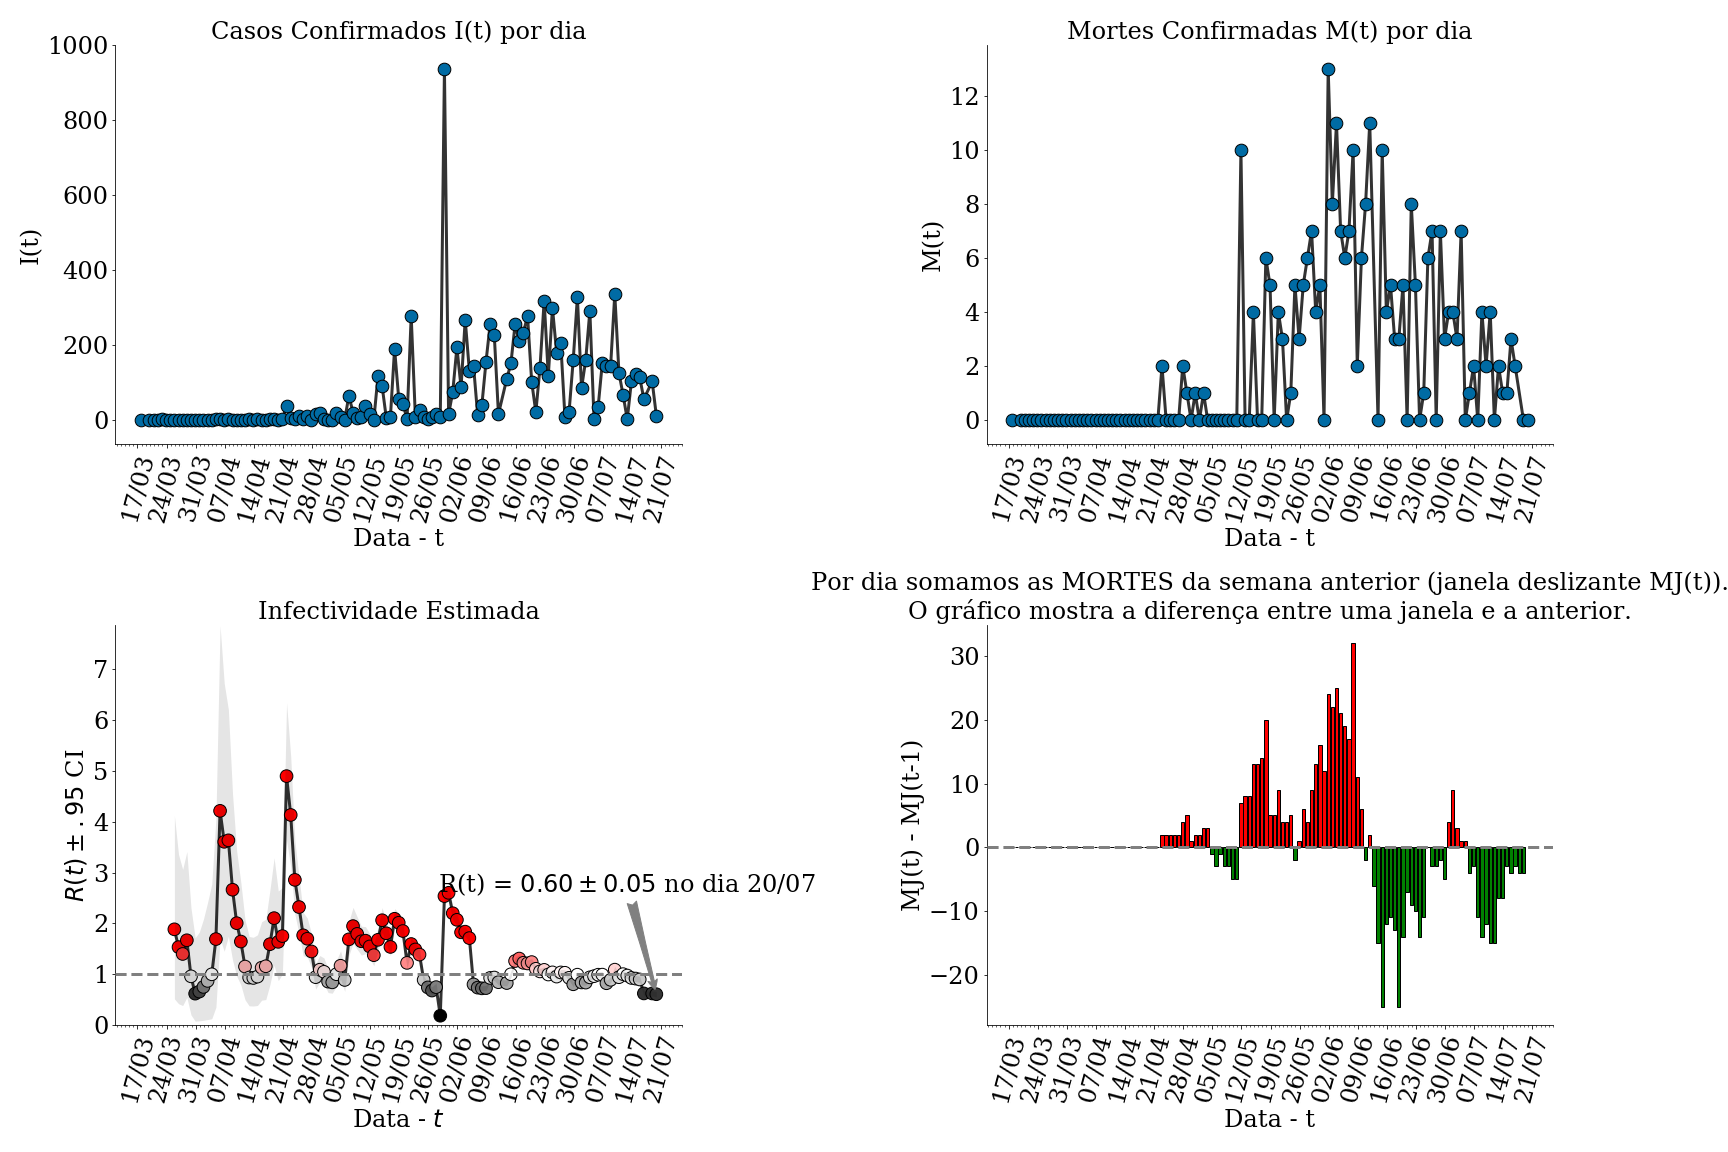 Casos Confirmados I(t) por dia
1000
800
600
400
200
0
I(t)
17/03 24/03 31/03 07/04 14/04 21/04 28/04 05/05 12/05 19/05 26/05 02/06 09/06 16/06 23/06 30/06 07/07 14/07 21/07
Data - t
Mortes Confirmadas M(t) por dia
12
10
8
6
4
2
0
M(t)
17/03 24/03 31/03 07/04 14/04 21/04 28/04 05/05 12/05 19/05 26/05 02/06 09/06 16/06 23/06 30/06 07/07 14/07 21/07
Data - t
Infectividade Estimada
7
6
5
4
3
2
1
0
R(t) ± .95 CI
R(t) = 0.60 ± 0.05 no dia 20/07
17/03 24/03 31/03 07/04 14/04 21/04 28/04 05/05 12/05 19/05 26/05 02/06 09/06 16/06 23/06 30/06 07/07 14/07 21/07
Data - t
Por dia somamos as MORTES da semana anterior (janela deslizante MJ(t)).
O gráfico mostra a diferença entre uma janela e a anterior.
30
20
10
0
−10
−20
MJ(t) - MJ(t-1)
17/03 24/03 31/03 07/04 14/04 21/04 28/04 05/05 12/05 19/05 26/05 02/06 09/06 16/06 23/06 30/06 07/07 14/07 21/07
Data - t